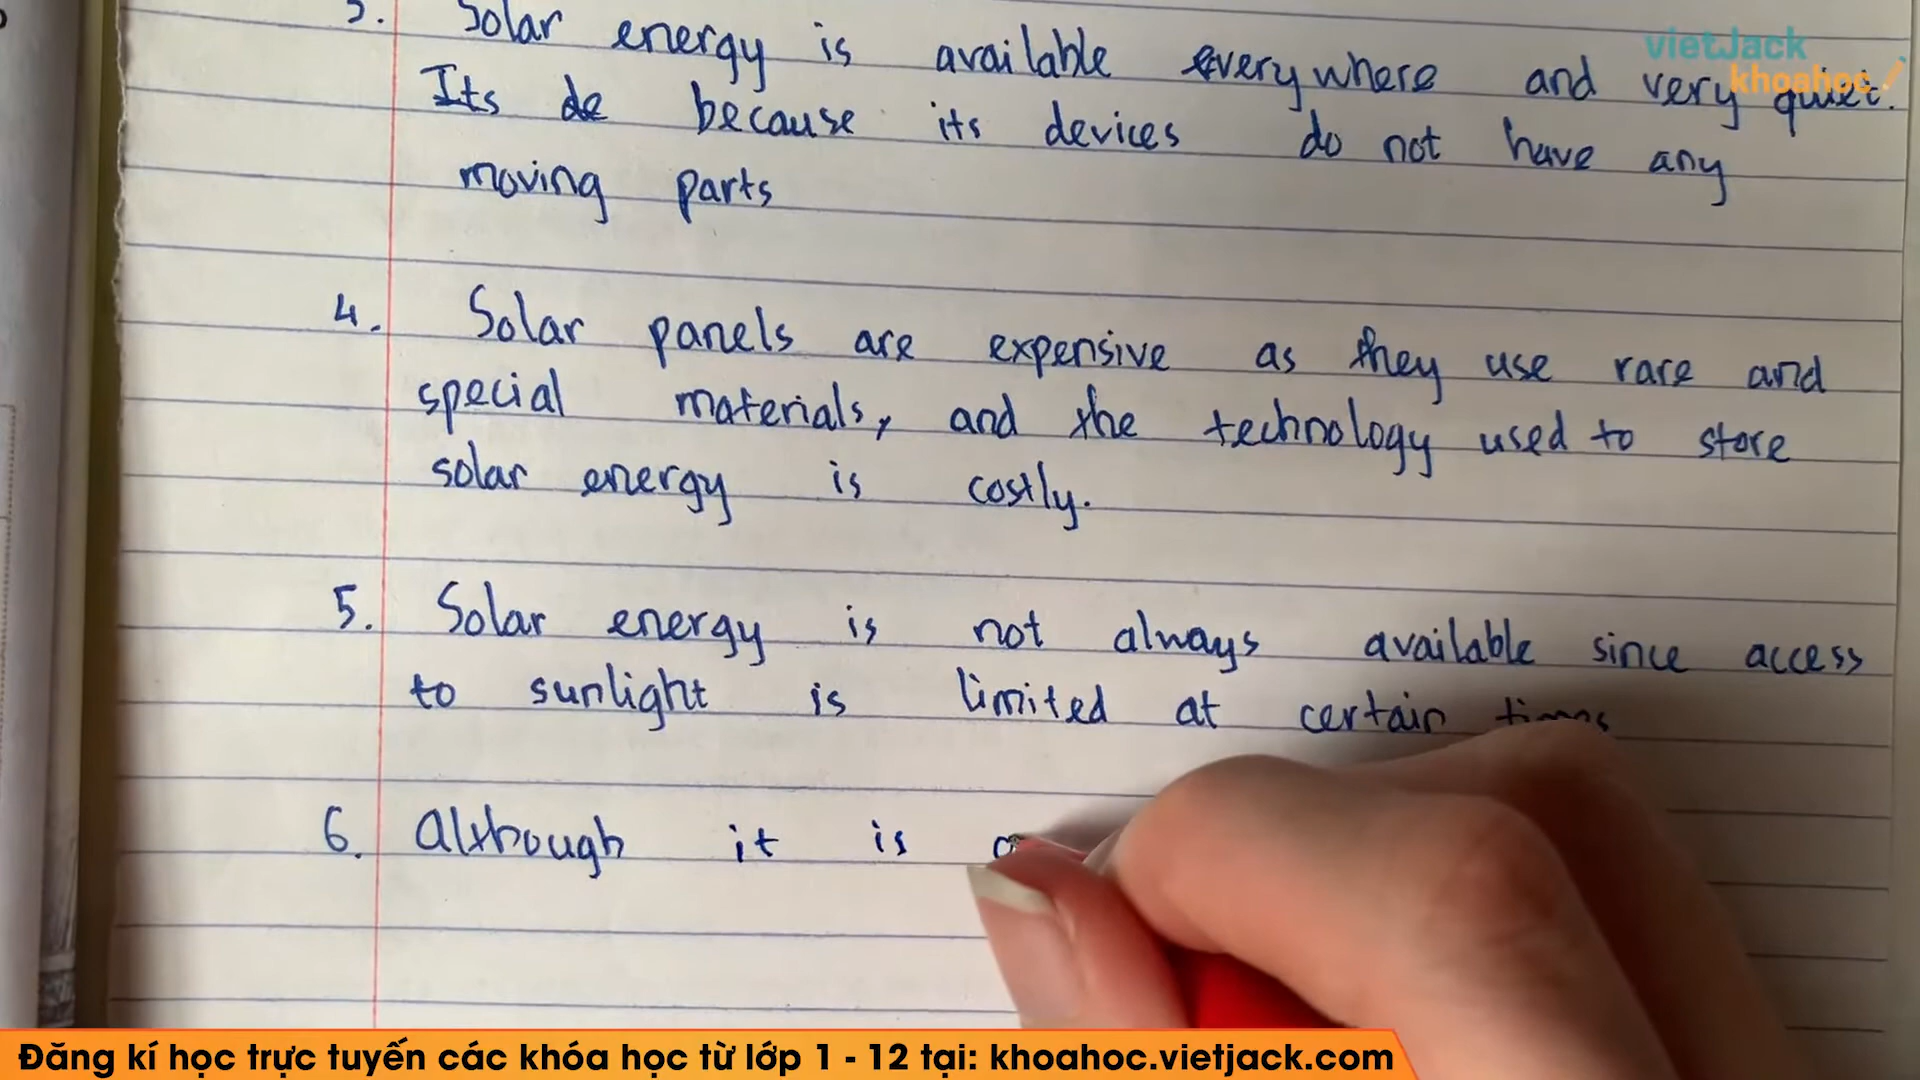 3. Solar energy is available everywhere and very quiet.
Its de because its devices do not have any
moving parts
4. Solar panels are expensive as they use rare and
special materials, and the technology used to store
solar energy is costly.
5. Solar energy is not always available since access
to sunlight is limited at certain times
6. Although it is
vietJack
khoahoc
Đăng kí học trực tuyến các khóa học từ lớp 1 - 12 tại: khoahoc.vietjack.com